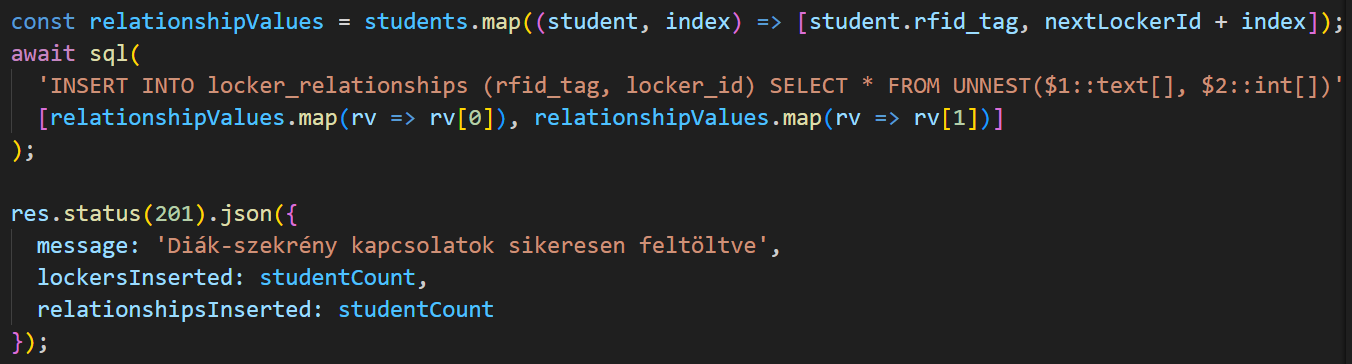 const relationshipValues = students.map((student, index) => [student.rfid_tag, nextLockerId + index]);
await sql(
  'INSERT INTO locker_relationships (rfid_tag, locker_id) SELECT * FROM UNNEST($1::text[], $2::int[])'
  [relationshipValues.map(rv => rv[0]), relationshipValues.map(rv => rv[1])]
);

res.status(201).json({
  message: 'Diák-szekrény kapcsolatok sikeresen feltöltve',
  lockersInserted: studentCount,
  relationshipsInserted: studentCount
});